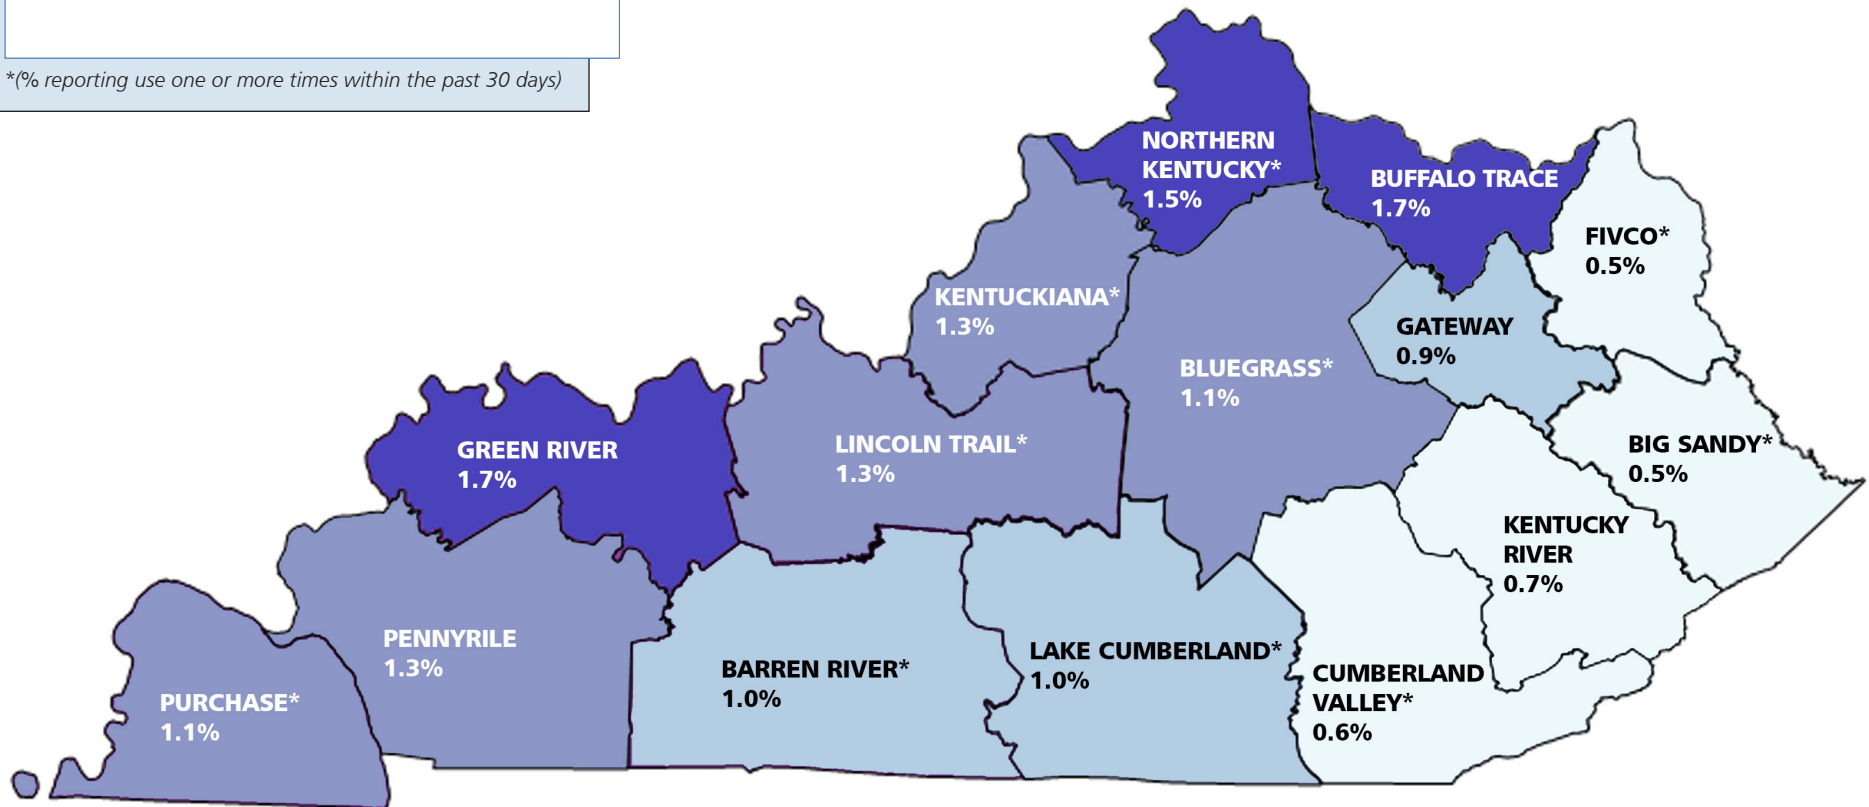 *(% reporting use one or more times within the past 30 days)
NORTHERN
KENTUCKY*
1.5%
BUFFALO TRACE
1.7%
FIVCO*
0.5%
KENTUCKIANA*
1.3%
GATEWAY
0.9%
BLUEGRASS*
1.1%
GREEN RIVER
1.7%
LINCOLN TRAIL*
1.3%
BIG SANDY*
0.5%
KENTUCKY
RIVER
0.7%
PENNYRILE
1.3%
BARREN RIVER*
1.0%
LAKE CUMBERLAND*
1.0%
CUMBERLAND
VALLEY*
0.6%
PURCHASE*
1.1%